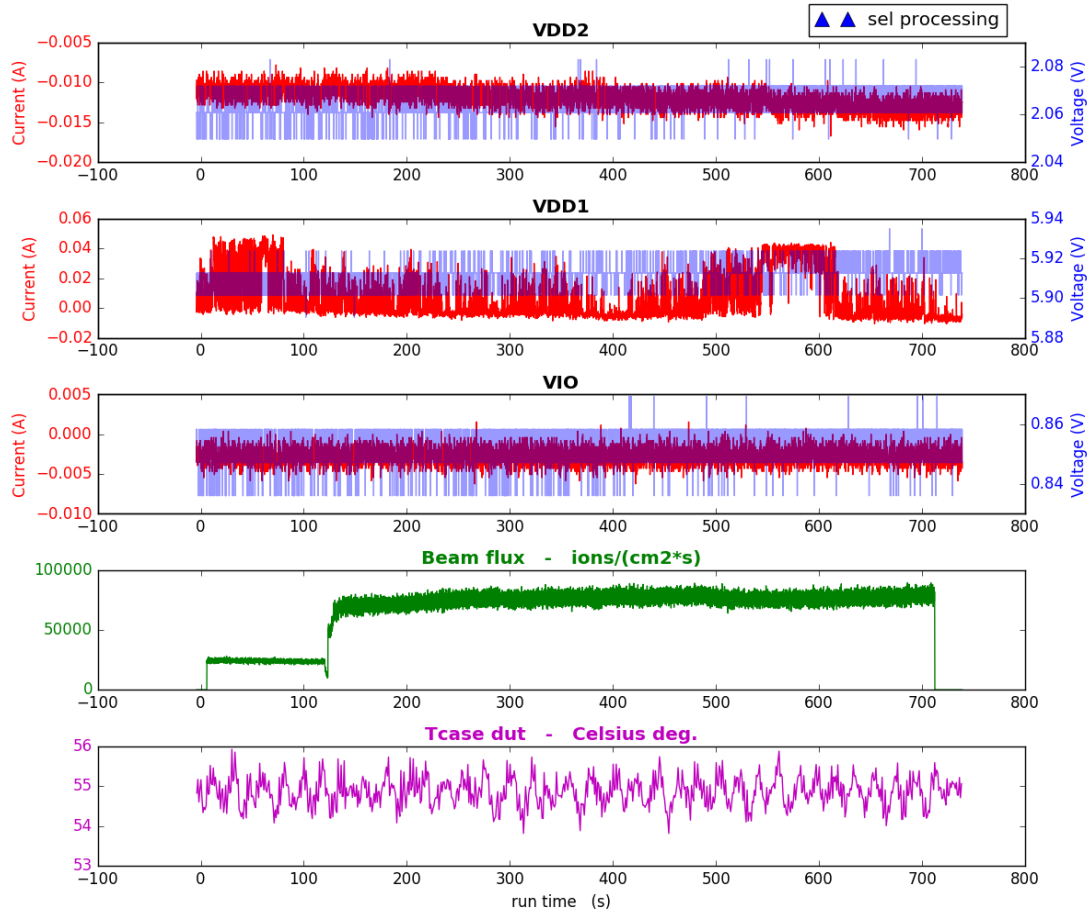 ▲ ▲ sel processing
VDD2
Current (A)
−0.005
−0.010
−0.015
−0.020
2.08
2.06
2.04
Voltage (V)
−100 0 100 200 300 400 500 600 700 800
VDD1
Current (A)
0.06
0.04
0.02
0.00
−0.02
5.94
5.92
5.90
5.88
Voltage (V)
−100 0 100 200 300 400 500 600 700 800
VIO
Current (A)
0.005
0.000
−0.005
−0.010
0.86
0.84
Voltage (V)
−100 0 100 200 300 400 500 600 700 800
Beam flux - ions/(cm2*s)
100000
50000
0
−100 0 100 200 300 400 500 600 700 800
Tcase dut - Celsius deg.
56
55
54
53
−100 0 100 200 300 400 500 600 700 800
run time (s)